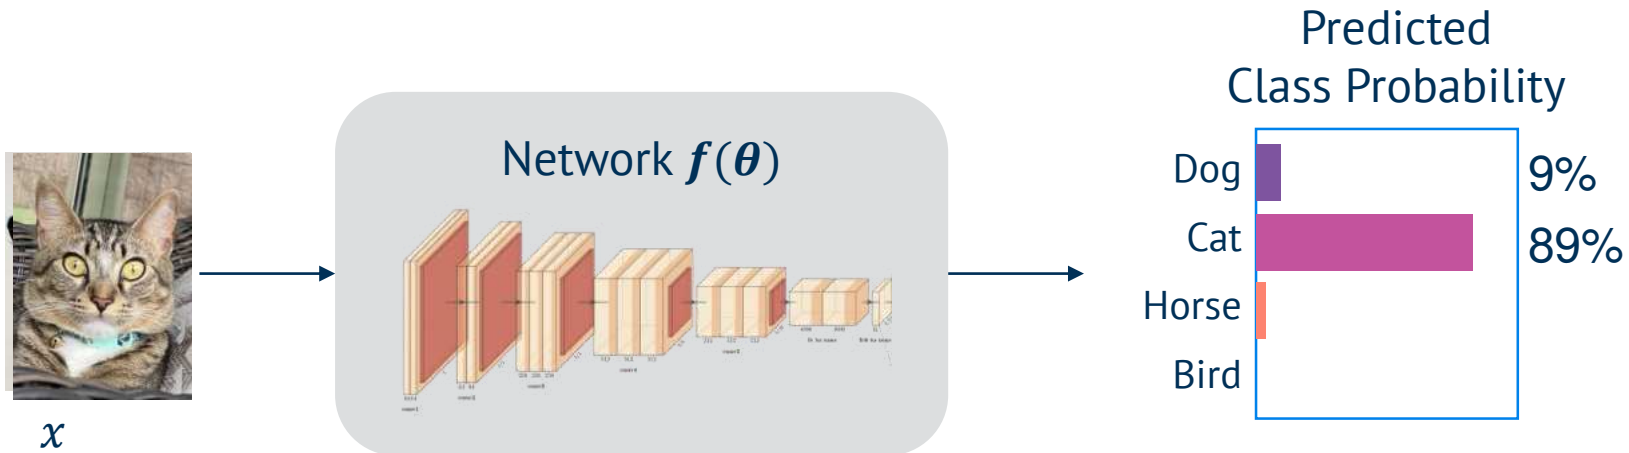 Predicted
Class Probability
Network f(θ)
Dog
9%
Cat
89%
Horse
Bird
x